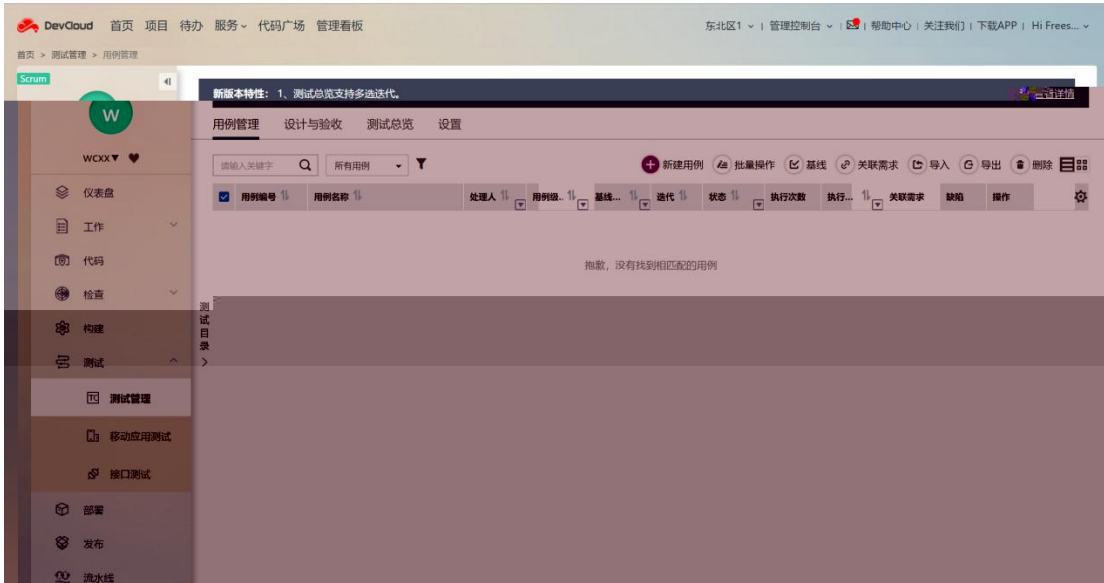 DevCloud 首页 项目 待办 服务 代码广场 管理看板 东北区1 | 管理控制台 | 帮助中心 | 关注我们 | 下载APP | Hi Frees...
首页 > 测试管理 > 用例管理
Scrum
新版本特性： 1、测试总览支持多选迭代。 详情
W
用例管理 设计与验收 测试总览 设置
WCXX
请输入关键字 所有用例 新建用例 批量操作 基线 关联需求 导入 导出 删除
仪表盘
用例编号 用例名称 处理人 用例级.. 基线... 迭代 状态 执行次数 执行... 关联需求 缺陷 操作
工作
代码
抱歉，没有找到相匹配的用例
检查
测试目录
构建
测试
TC 测试管理
移动应用测试
接口测试
部署
发布
流水线